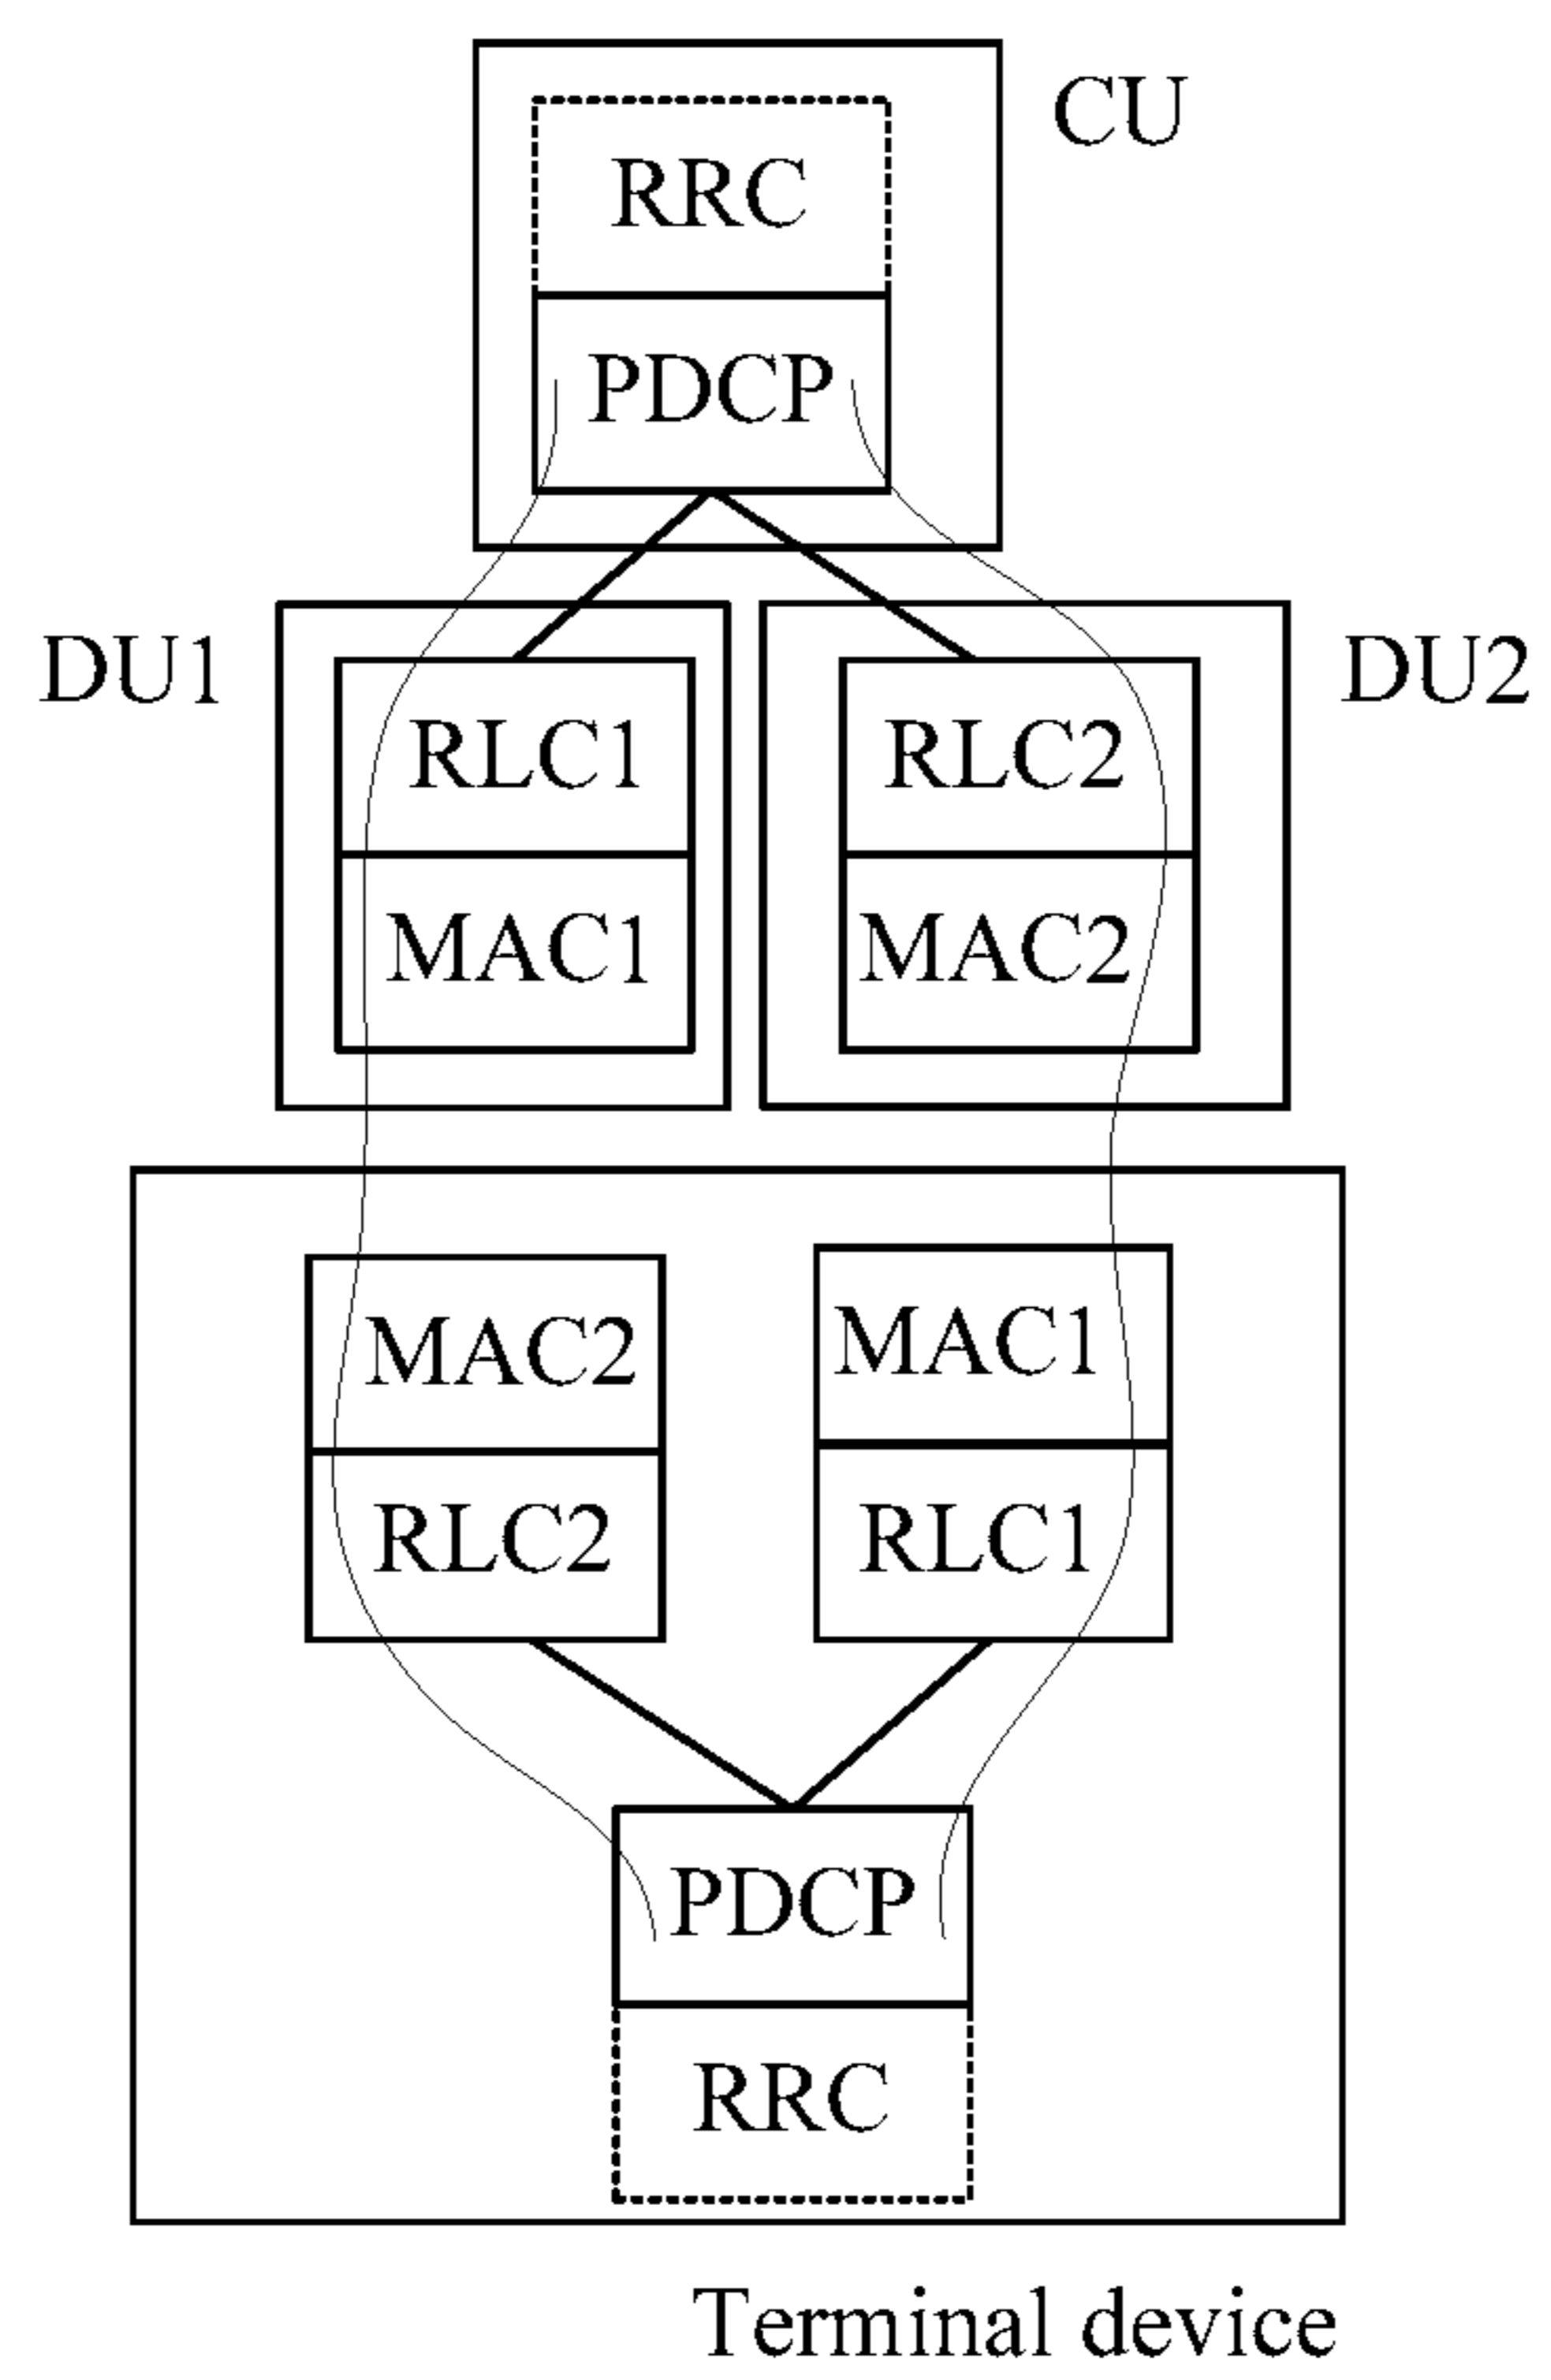 CU
RRC
PDCP
DU1
DU2
RLC1
RLC2
MAC1
MAC2
MAC2
MAC1
RLC2
RLC1
PDCP
RRC
Terminal device